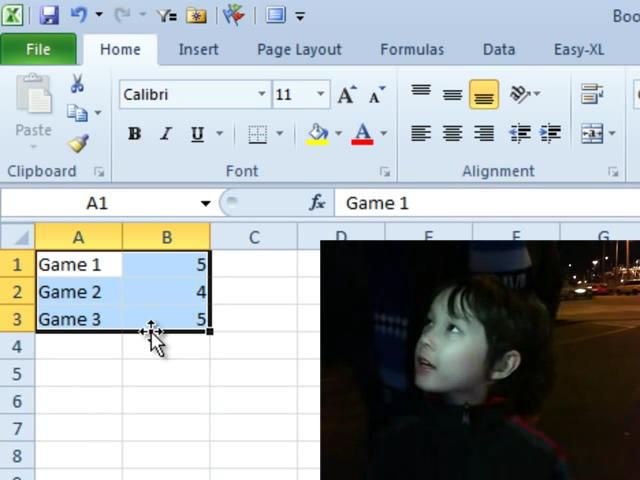 Boo
File Home Insert Page Layout Formulas Data Easy-XL
Paste
Calibri 11
B I U A
Clipboard Font Alignment
A1 fx Game 1
A B C D E F G
1 Game 1 5
2 Game 2 4
3 Game 3 5
4
5
6
7
8